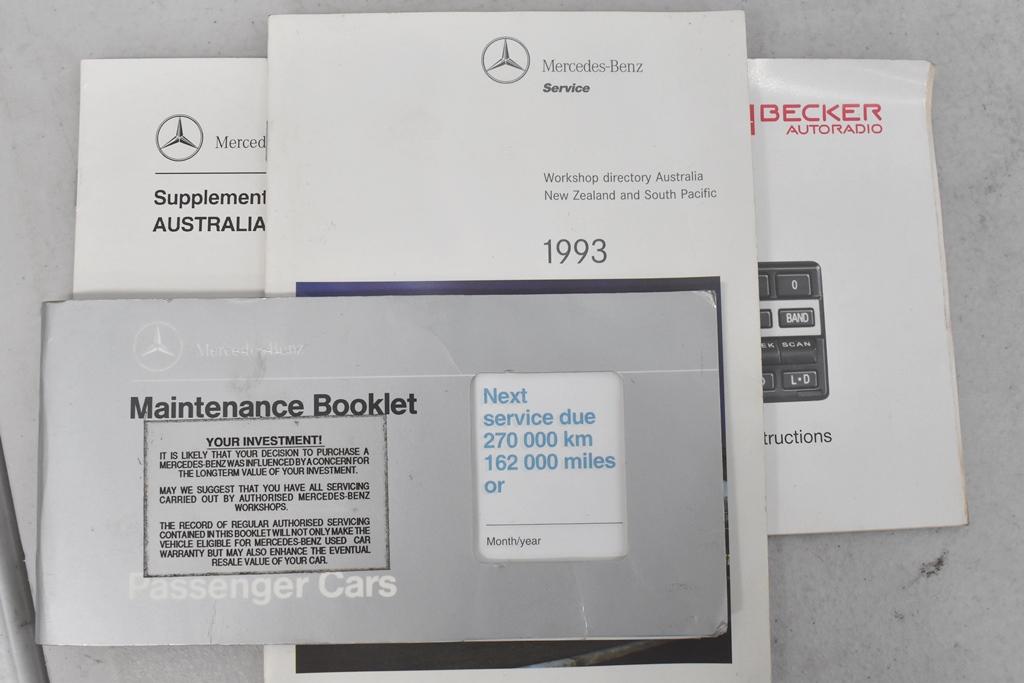 Mercedes-Benz
Service
Workshop directory Australia
New Zealand and South Pacific
1993
Merced
Supplement
AUSTRALIA
BECKER
AUTORADIO
0
BAND
EK SCAN
L•D
tructions
Mercedes-Benz
Maintenance Booklet
YOUR INVESTMENT!
IT IS LIKELY THAT YOUR DECISION TO PURCHASE A
MERCEDES-BENZ WAS INFLUENCED BY A CONCERN FOR
THE LONGTERM VALUE OF YOUR INVESTMENT.
MAY WE SUGGEST THAT YOU HAVE ALL SERVICING
CARRIED OUT BY AUTHORISED MERCEDES-BENZ
WORKSHOPS.
THE RECORD OF REGULAR AUTHORISED SERVICING
CONTAINED IN THIS BOOKLET WILL NOT ONLY MAKE THE
VEHICLE ELIGIBLE FOR MERCEDES-BENZ USED CAR
WARRANTY BUT MAY ALSO ENHANCE THE EVENTUAL
RESALE VALUE OF YOUR CAR.
Passenger Cars
Next
service due
270 000 km
162 000 miles
or
Month/year